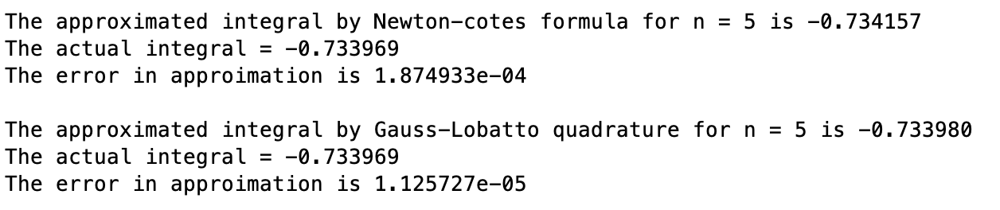 The approximated integral by Newton-cotes formula for n = 5 is -0.734157
The actual integral = -0.733969
The error in approimation is 1.874933e-04
The approximated integral by Gauss-Lobatto quadrature for n = 5 is -0.733980
The actual integral = -0.733969
The error in approimation is 1.125727e-05